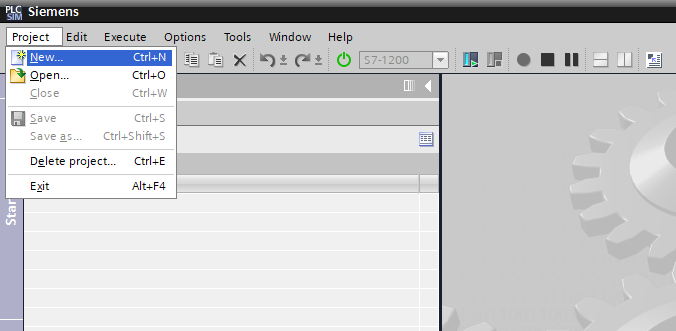 PLC SIM Siemens
Project Edit Execute Options Tools Window Help
New... Ctrl+N
S7-1200
Open... Ctrl+O
Close Ctrl+W
Save Ctrl+S
Save as... Ctrl+Shift+S
Delete project... Ctrl+E
Exit Alt+F4
Star